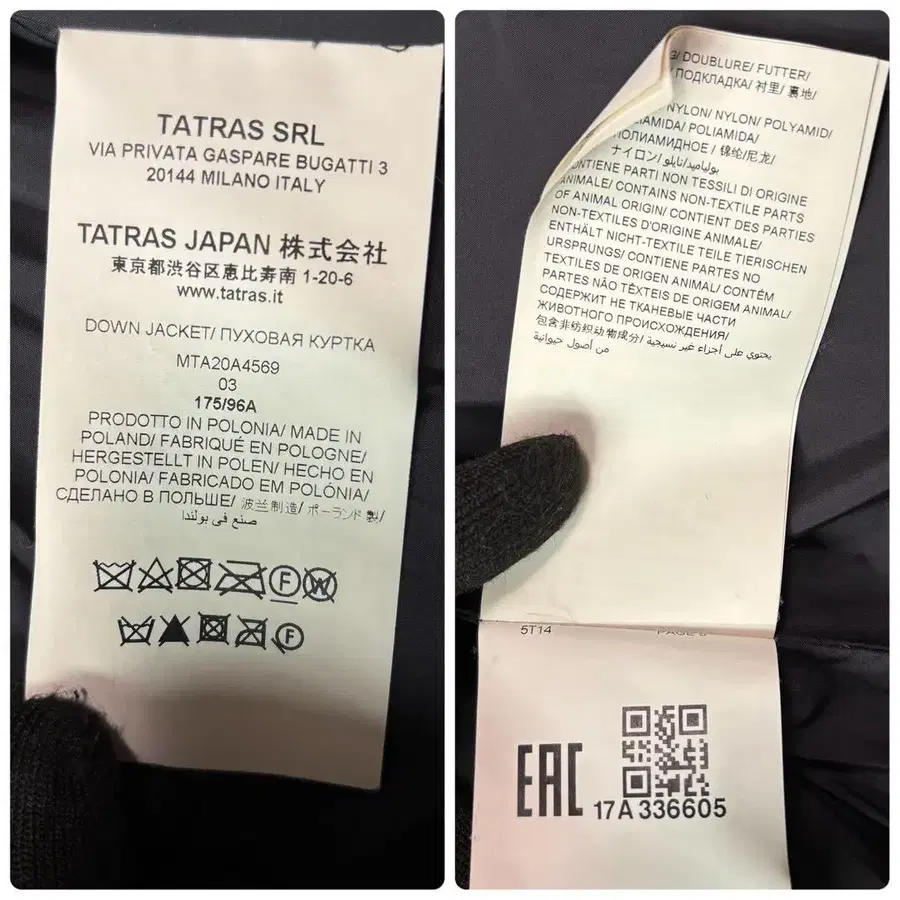 TATRAS SRL
VIA PRIVATA GASPARE BUGATTI 3
20144 MILANO ITALY
TATRAS JAPAN 株式会社
東京都渋谷区恵比寿南 1-20-6
www.tatras.it
DOWN JACKET/ ПУХОВАЯ КУРТКА
MTA20A4569
03
175/96A
PRODOTTO IN POLONIA/ MADE IN
POLAND/ FABRIQUÉ EN POLOGNE/
HERGESTELLT IN POLEN/ HECHO EN
POLONIA/ FABRICADO EM POLÓNIA/
СДЕЛАНО В ПОЛЬШЕ/ 波兰制造/ ポーランド製/
صنع في بولندا
F W
F
DOUBLURE/ FUTTER/
ПОДКЛАДКА/ 衬里/ 裏地/
NYLON/ NYLON/ POLYAMID/
POLIAMIDA/
ПОЛИАМИДНОЕ / 锦纶/尼龙/
ナイロン/ بولياميد/نايلو
CONTIENE PARTI NON TESSILI DI ORIGINE
ANIMALE/ CONTAINS NON-TEXTILE PARTS
OF ANIMAL ORIGIN/ CONTIENT DES PARTIES
NON-TEXTILES D'ORIGINE ANIMALE/
ENTHÄLT NICHT-TEXTILE TEILE TIERISCHEN
URSPRUNGS/ CONTIENE PARTES NO
TEXTILES DE ORIGEN ANIMAL/ CONTÉM
PARTES NÃO TÊXTEIS DE ORIGEM ANIMAL/
СОДЕРЖИТ НЕ ТКАНЕВЫЕ ЧАСТИ
ЖИВОТНОГО ПРОИСХОЖДЕНИЯ/
包含非纺织动物成分/ يحتوي على أجزاء غير نسيجية
من أصول حيوانية
5T14
EAC
17A 336605